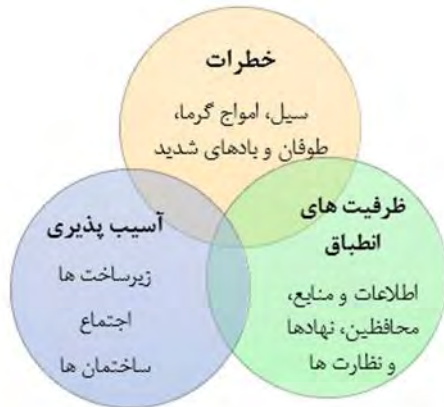 خطرات
سیل، امواج گرما،
طوفان و بادهای شدید
ظرفیت های
انطباق
اطلاعات و منابع،
محافظین، نهادها
و نظارت ها
آسیب پذیری
زیرساخت ها
اجتماع
ساختمان ها